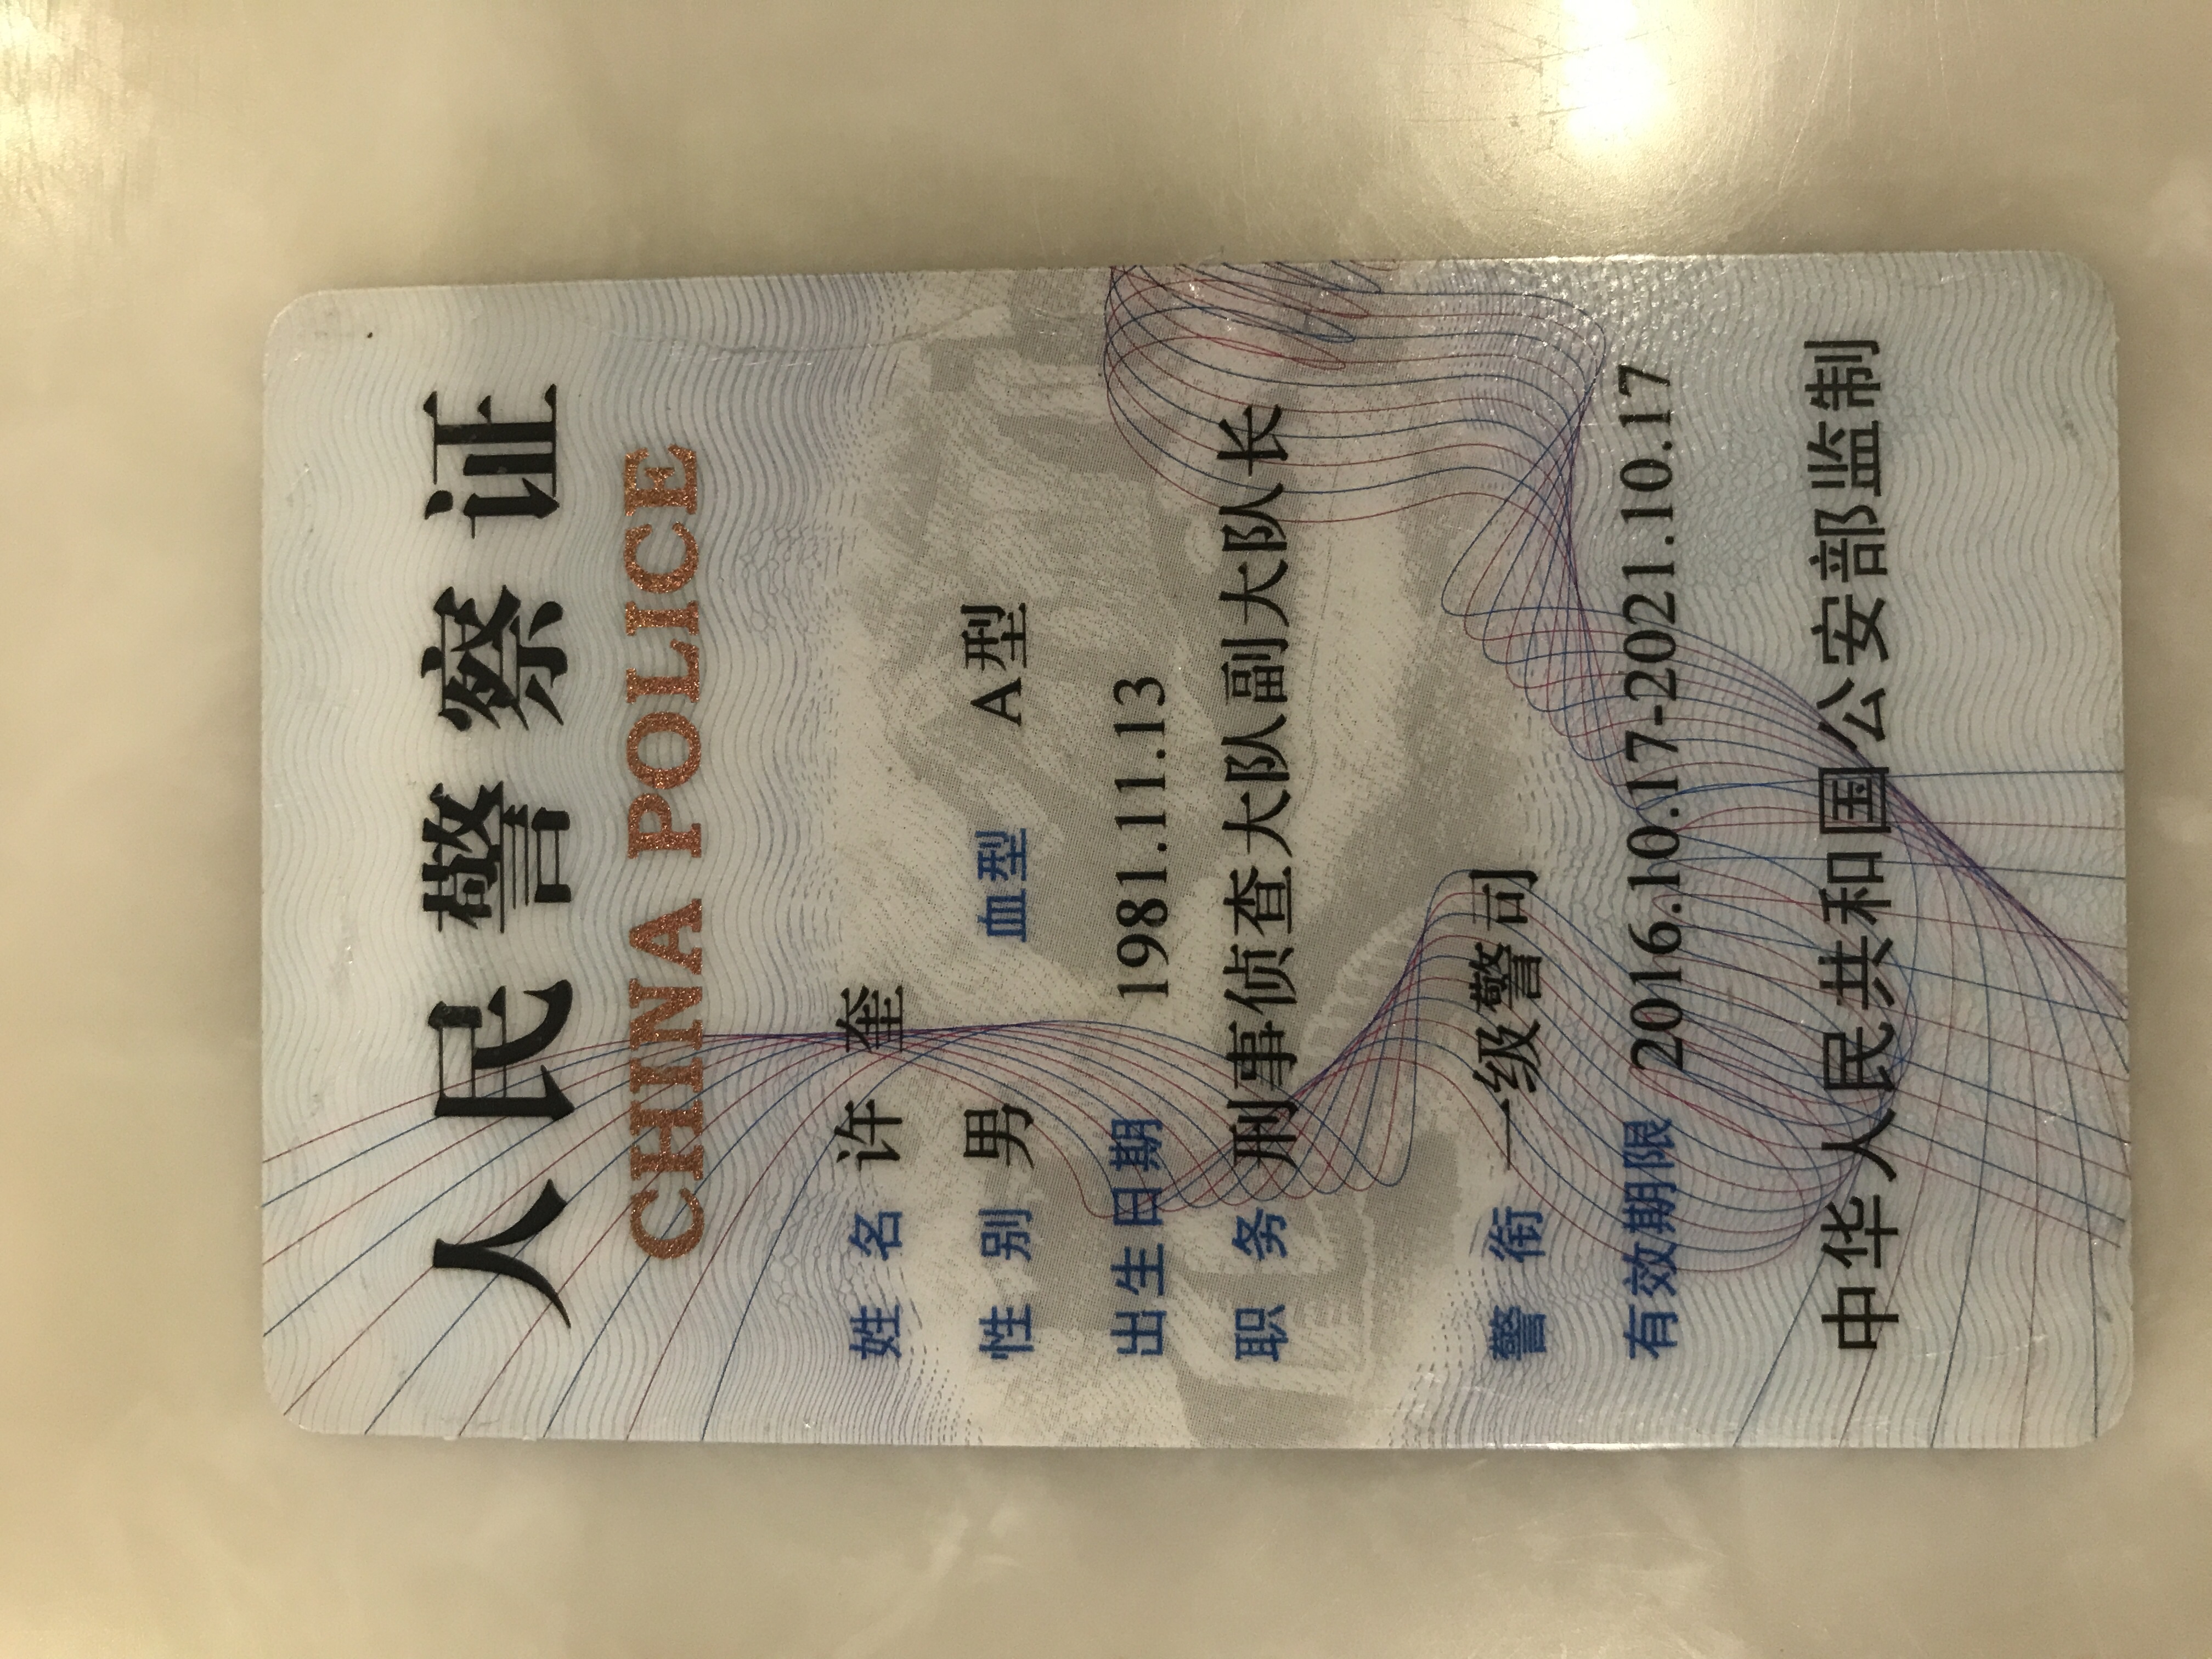 人民警察证
CHINA POLICE
姓 名 许 奎
性 别 男 血型 A型
出生日期 1981.11.13
职 务 刑事侦查大队副大队长
警 衔 一级警司
有效期限 2016.10.17-2021.10.17
中华人民共和国公安部监制